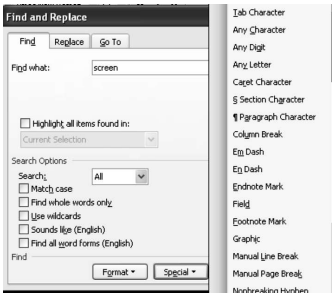 Find and Replace
Find
Replace
Go To
Find what:
screen
Highlight all items found in:
Current Selection
Search Options
Search:
All
Match case
Find whole words only
Use wildcards
Sounds like (English)
Find all word forms (English)
Find
Format
Special
Tab Character
Any Character
Any Digit
Any Letter
Caret Character
§ Section Character
¶ Paragraph Character
Column Break
Em Dash
En Dash
Endnote Mark
Field
Footnote Mark
Graphic
Manual Line Break
Manual Page Break
Nonbreaking Hyphen